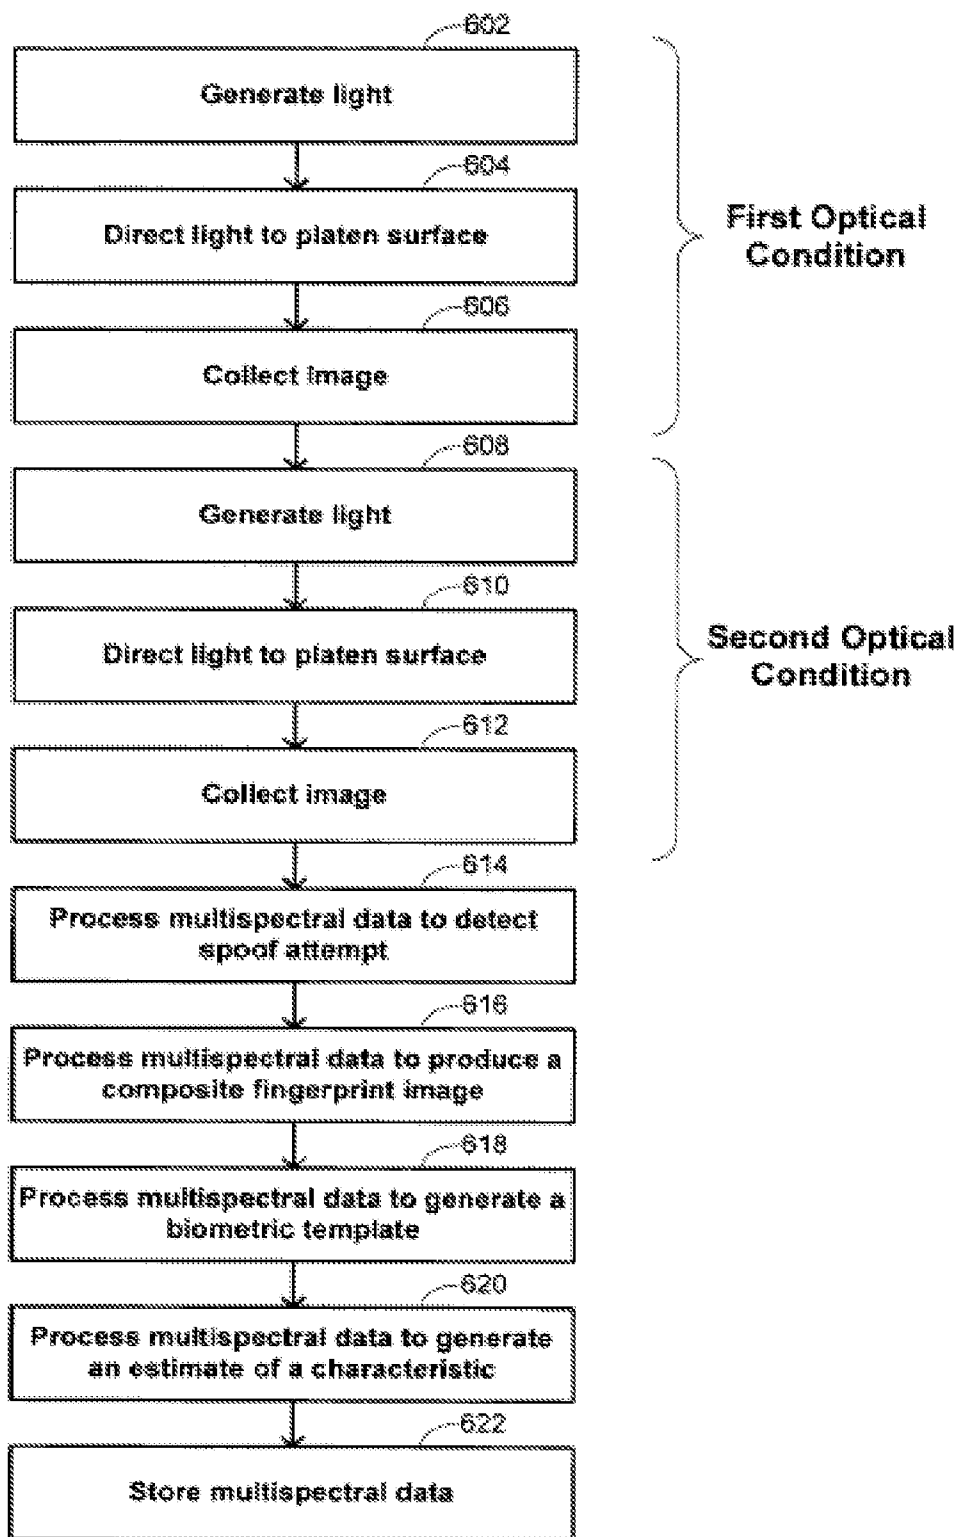 602
Generate light
604
Direct light to platen surface
606
Collect image
First Optical
Condition
608
Generate light
610
Direct light to platen surface
612
Collect image
Second Optical
Condition
614
Process multispectral data to detect
spoof attempt
616
Process multispectral data to produce a
composite fingerprint image
618
Process multispectral data to generate a
biometric template
620
Process multispectral data to generate
an estimate of a characteristic
622
Store multispectral data